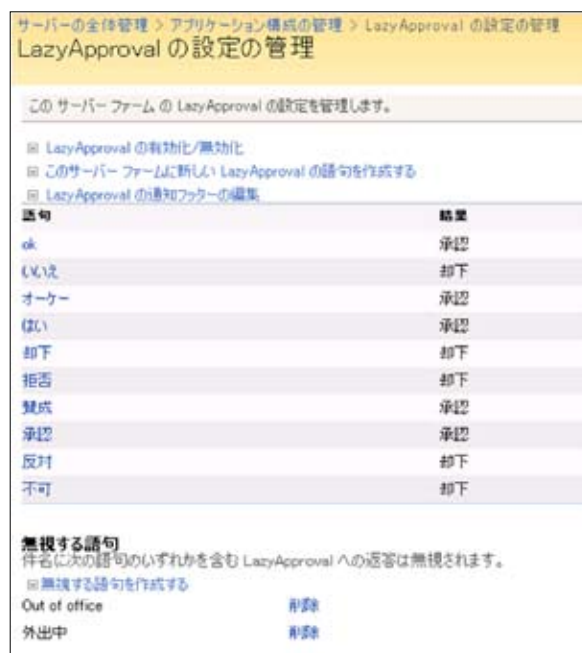 サーバーの全体管理 > アプリケーション構成の管理 > LazyApproval の設定の管理
LazyApproval の設定の管理
この サーバー ファーム の LazyApproval の設定を管理します。
LazyApproval の有効化/無効化
このサーバー ファームに新しい LazyApproval の語句を作成する
LazyApproval の通知フッターの編集
語句 結果
ok 承認
いいえ 却下
オーケー 承認
はい 承認
却下 却下
拒否 却下
賛成 承認
承認 承認
反対 却下
不可 却下
無視する語句
件名に次の語句のいずれかを含む LazyApproval への返答は無視されます。
無視する語句を作成する
Out of office 削除
外出中 削除